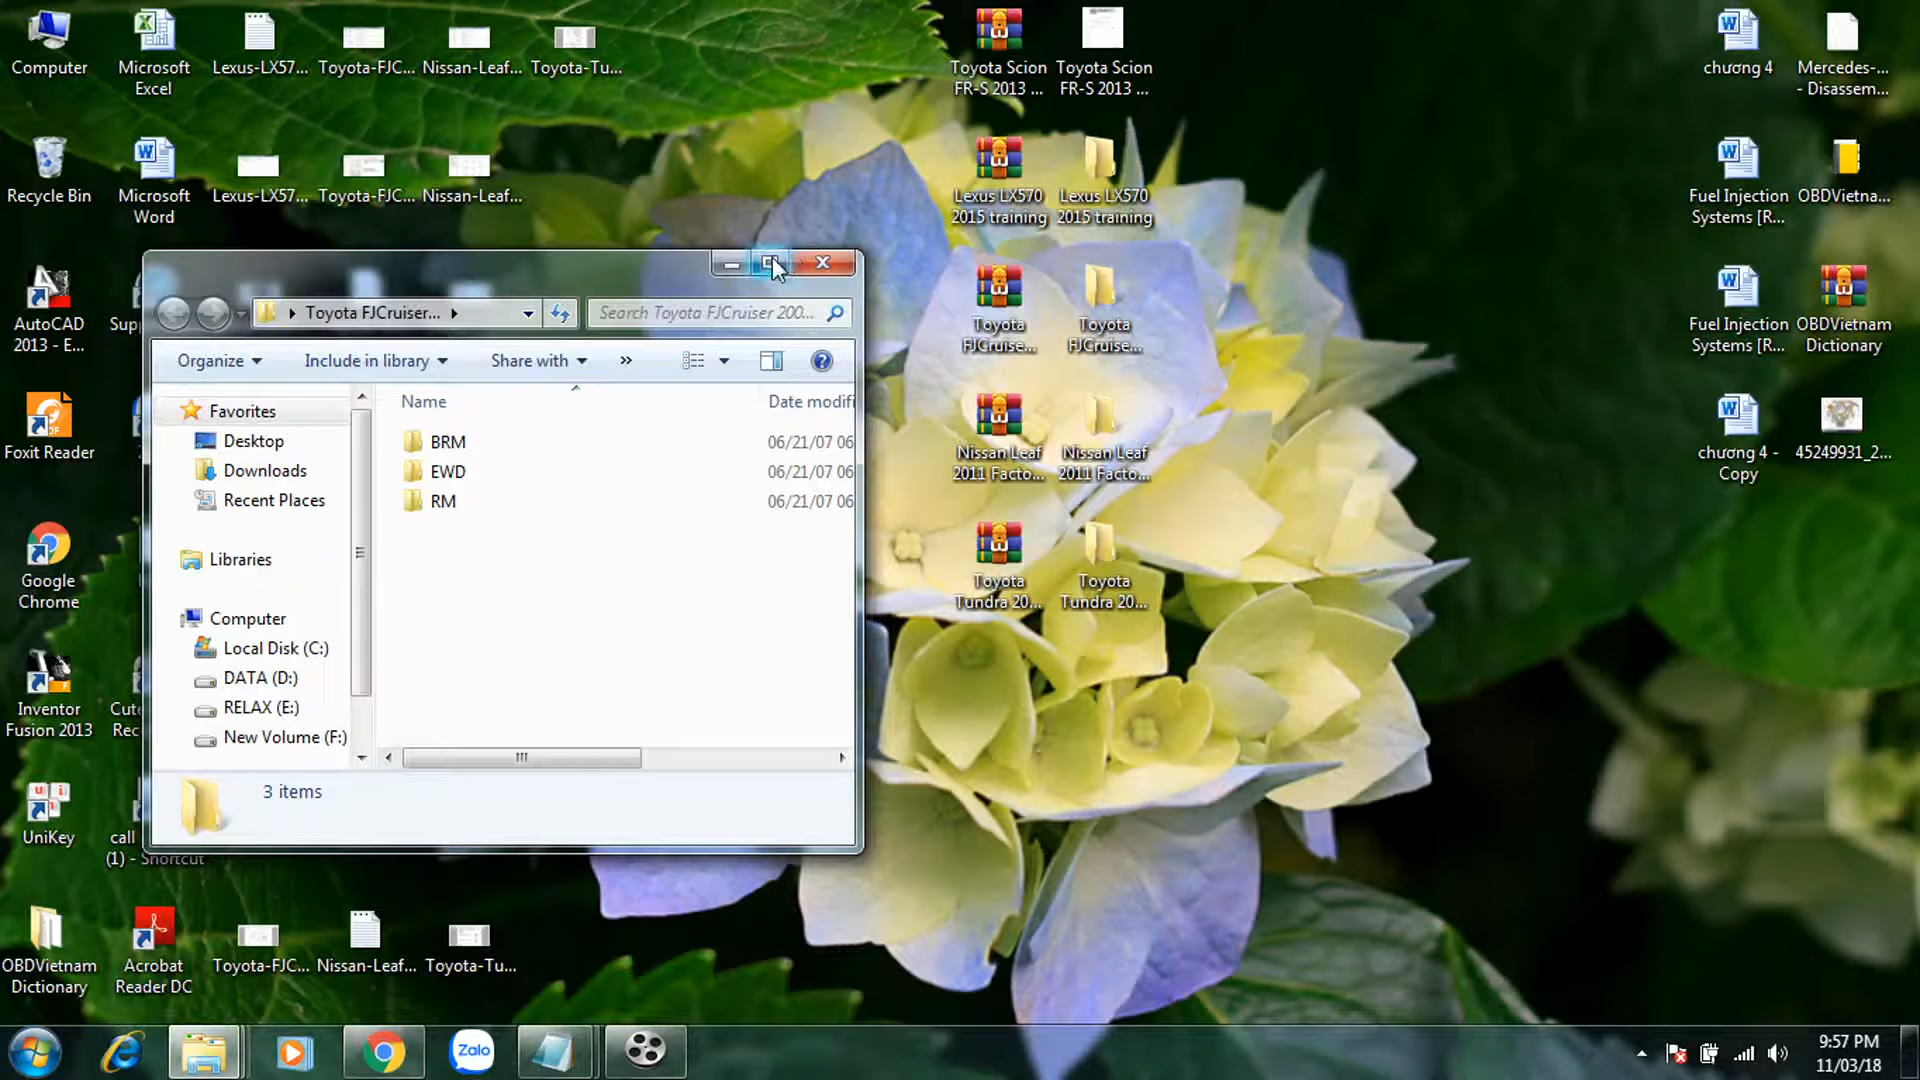 Computer
Microsoft
Excel
Lexus-LX57...
Toyota-FJC...
Nissan-Leaf...
Toyota-Tu...
Toyota Scion
FR-S 2013 ...
Toyota Scion
FR-S 2013 ...
chương 4
Mercedes-...
- Disassem...
Recycle Bin
Microsoft
Word
Lexus-LX57...
Toyota-FJC...
Nissan-Leaf...
Lexus LX570
2015 training
Lexus LX570
2015 training
Fuel Injection
Systems [R...
OBDVietna...
AutoCAD
2013 - E...
Supp
Toyota
FJCruise...
Toyota
FJCruise...
Fuel Injection
Systems [R...
OBDVietnam
Dictionary
Foxit Reader
Nissan Leaf
2011 Facto...
Nissan Leaf
2011 Facto...
chương 4 -
Copy
45249931_2...
Google
Chrome
Toyota
Tundra 20...
Toyota
Tundra 20...
Inventor
Fusion 2013
Cute
Rec
UniKey
call
(1) - Shortcut
OBDVietnam
Dictionary
Acrobat
Reader DC
Toyota-FJC...
Nissan-Leaf...
Toyota-Tu...
Toyota FJCruiser...
Search Toyota FJCruiser 200...
Organize
Include in library
Share with
»
Name
Date modifi
Favorites
Desktop
Downloads
Recent Places
Libraries
Computer
Local Disk (C:)
DATA (D:)
RELAX (E:)
New Volume (F:)
BRM
06/21/07 06
EWD
06/21/07 06
RM
06/21/07 06
3 items
Zalo
9:57 PM
11/03/18